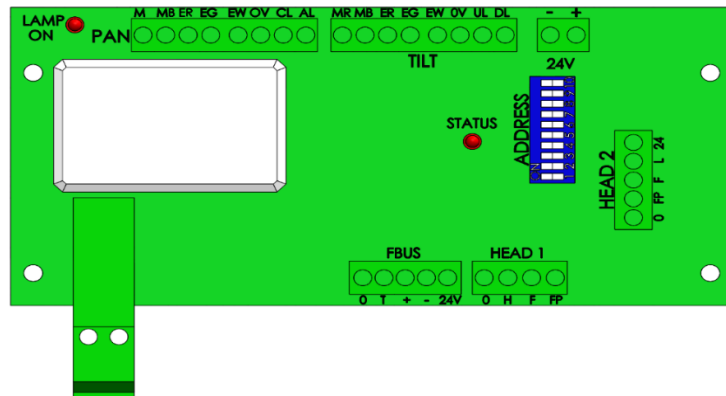 LAMP
ON
PAN
M MB ER EG EW OV CL AL
MR MB ER EG EW 0V UL DL
TILT
- +
24V
STATUS
ADDRESS
ON
1 2 3 4 5 6 7 8 9 10
HEAD 2
0 FP F L 24
FBUS
0 T + - 24V
HEAD 1
0 H F FP